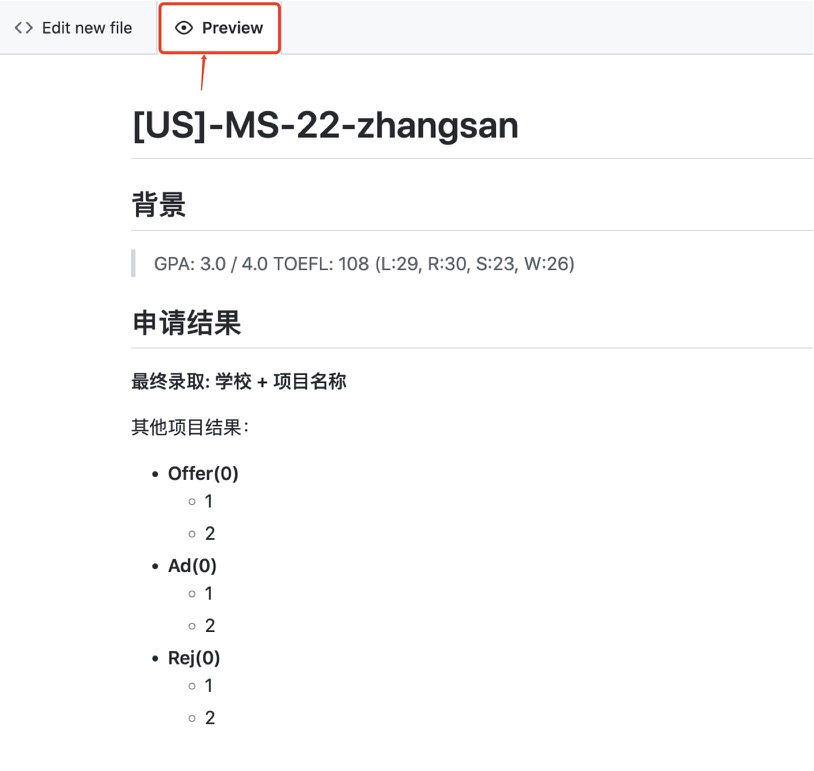 <> Edit new file Preview
[US]-MS-22-zhangsan
背景
GPA: 3.0 / 4.0 TOEFL: 108 (L:29, R:30, S:23, W:26)
申请结果
最终录取: 学校 + 项目名称
其他项目结果：
• Offer(0)
○ 1
○ 2
• Ad(0)
○ 1
○ 2
• Rej(0)
○ 1
○ 2